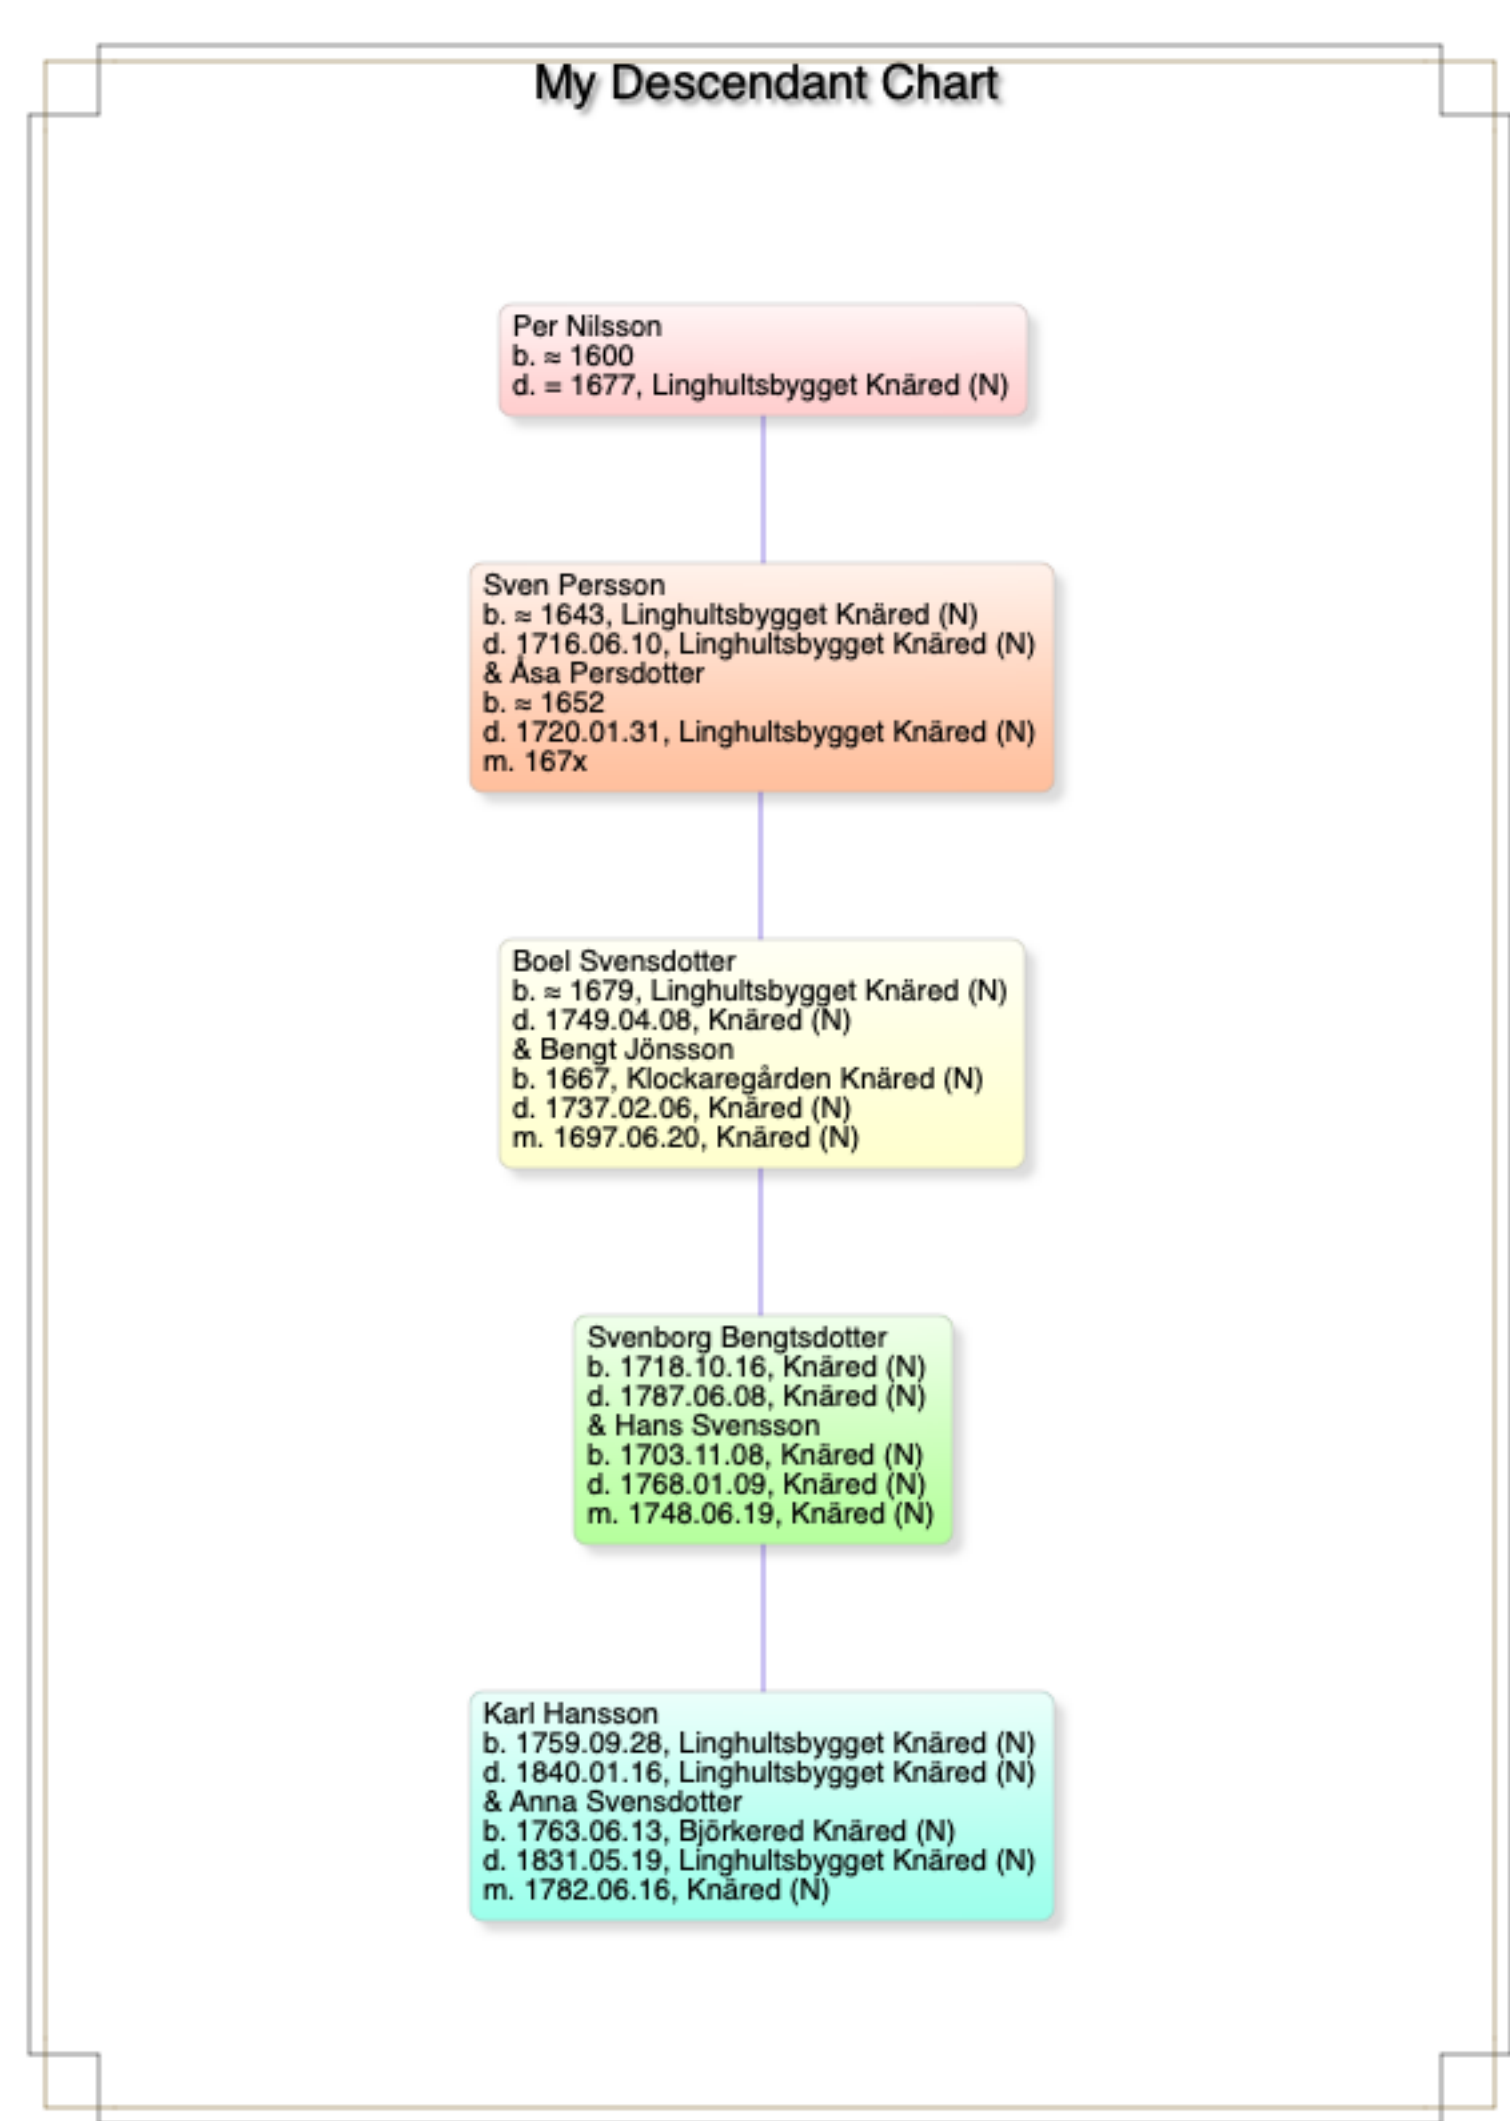 My Descendant Chart
Per Nilsson
b. ≈ 1600
d. = 1677, Linghultsbygget Knäred (N)
Sven Persson
b. ≈ 1643, Linghultsbygget Knäred (N)
d. 1716.06.10, Linghultsbygget Knäred (N)
& Åsa Persdotter
b. ≈ 1652
d. 1720.01.31, Linghultsbygget Knäred (N)
m. 167x
Boel Svensdotter
b. ≈ 1679, Linghultsbygget Knäred (N)
d. 1749.04.08, Knäred (N)
& Bengt Jönsson
b. 1667, Klockaregården Knäred (N)
d. 1737.02.06, Knäred (N)
m. 1697.06.20, Knäred (N)
Svenborg Bengtsdotter
b. 1718.10.16, Knäred (N)
d. 1787.06.08, Knäred (N)
& Hans Svensson
b. 1703.11.08, Knäred (N)
d. 1768.01.09, Knäred (N)
m. 1748.06.19, Knäred (N)
Karl Hansson
b. 1759.09.28, Linghultsbygget Knäred (N)
d. 1840.01.16, Linghultsbygget Knäred (N)
& Anna Svensdotter
b. 1763.06.13, Björkered Knäred (N)
d. 1831.05.19, Linghultsbygget Knäred (N)
m. 1782.06.16, Knäred (N)